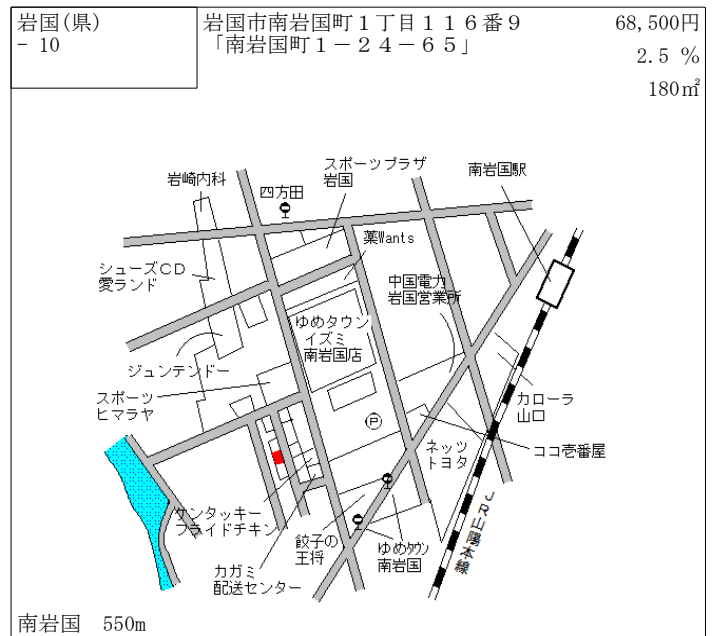 岩国(県)
- 10
岩国市南岩国町１丁目１１６番９
「南岩国町１－２４－６５」
68,500円
2.5 %
180㎡
スポーツプラザ
岩国
南岩国駅
岩崎内科
四方田
薬Wants
シューズＣＤ
愛ランド
中国電力
岩国営業所
ゆめタウン
イズミ
南岩国店
ジュンテンドー
スポーツ
ヒマラヤ
カローラ
山口
P
ネッツ
トヨタ
ココ壱番屋
ケンタッキー
フライドチキン
餃子の
王将
ゆめタウン
南岩国
ＪＲ山陽本線
カガミ
配送センター
南岩国　550m